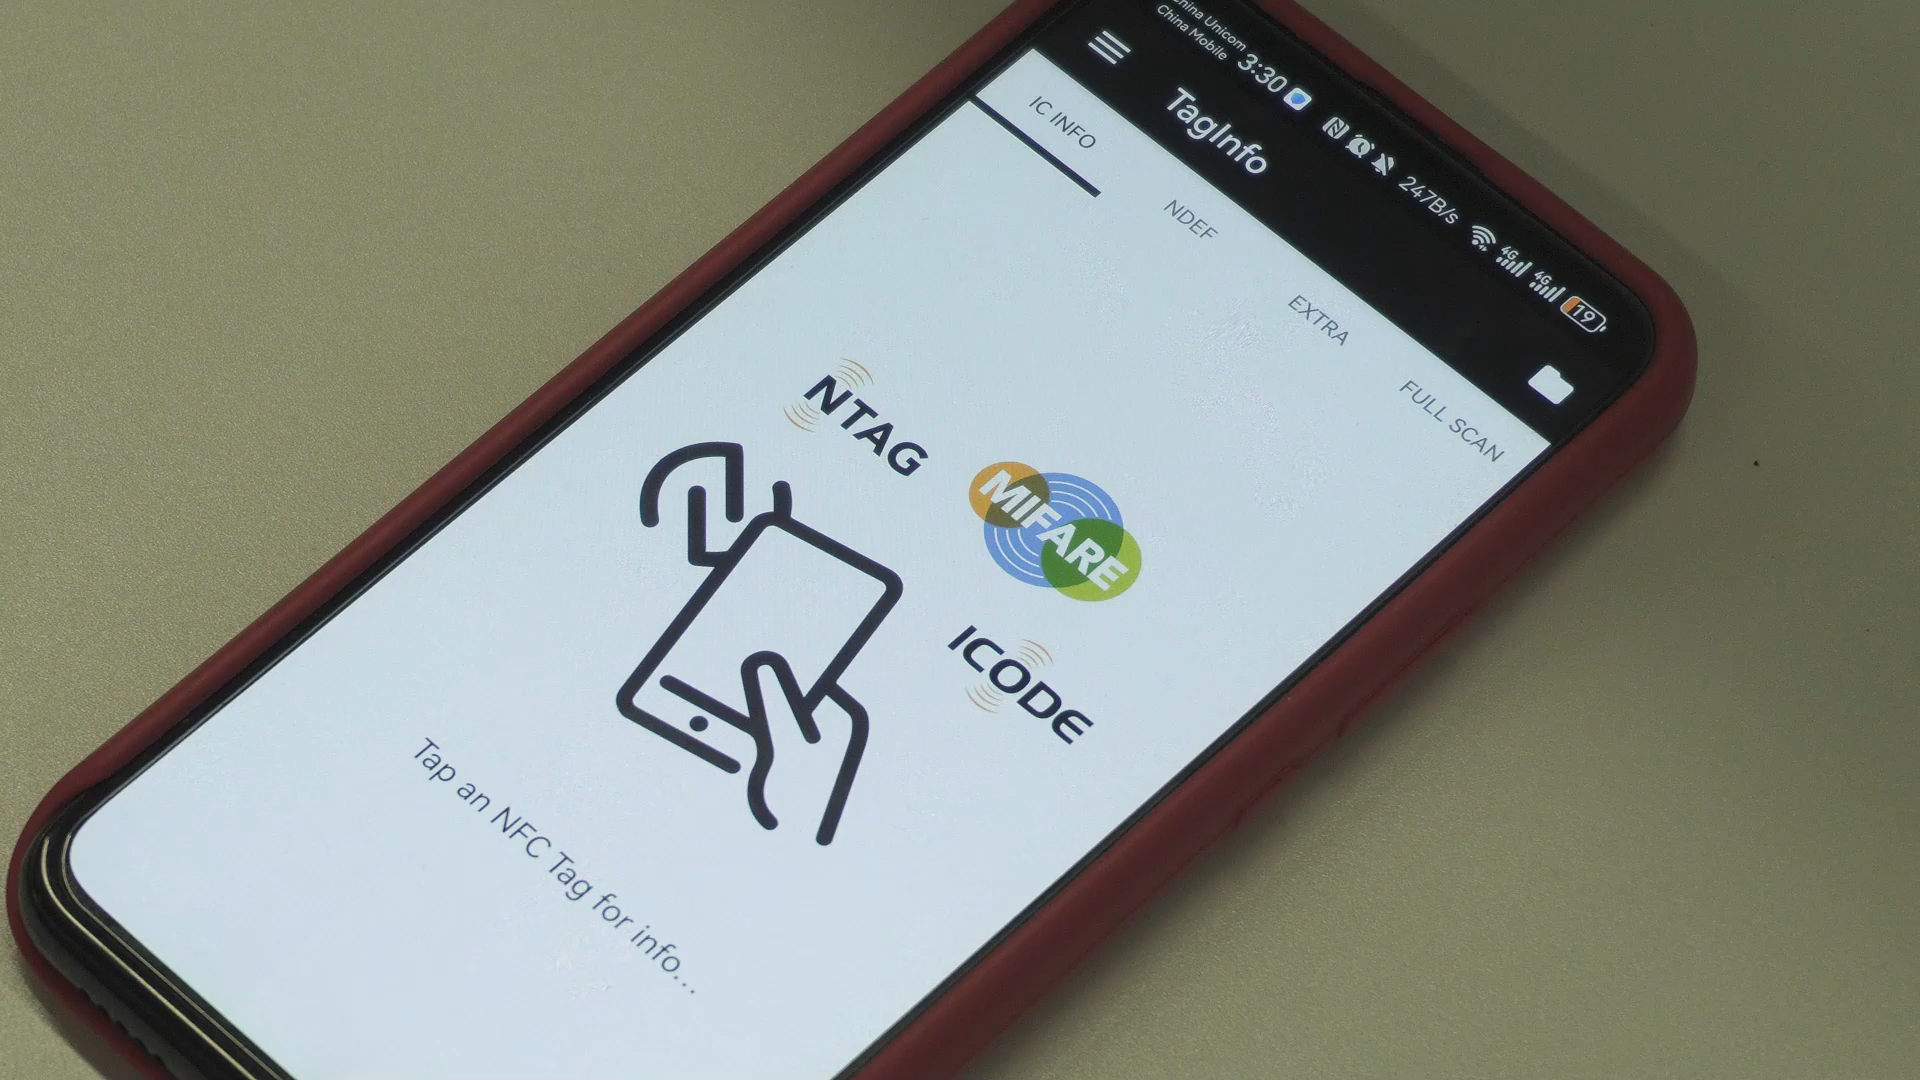 China Unicom
China Mobile
3:30
247B/s
4G
4G
19
TagInfo
IC INFO
NDEF
EXTRA
FULL SCAN
NTAG
MIFARE
ICODE
Tap an NFC Tag for info...